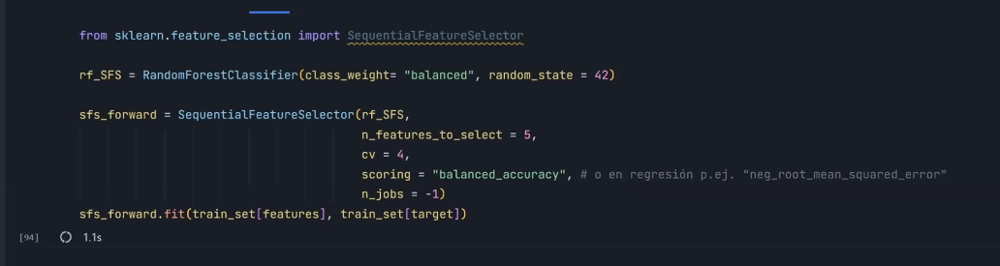 from sklearn.feature_selection import SequentialFeatureSelector
rf_SFS = RandomForestClassifier(class_weight= "balanced", random_state = 42)
sfs_forward = SequentialFeatureSelector(rf_SFS,
n_features_to_select = 5,
cv = 4,
scoring = "balanced_accuracy", # o en regresión p.ej. "neg_root_mean_squared_error"
n_jobs = -1)
sfs_forward.fit(train_set[features], train_set[target])
[94] 1.1s